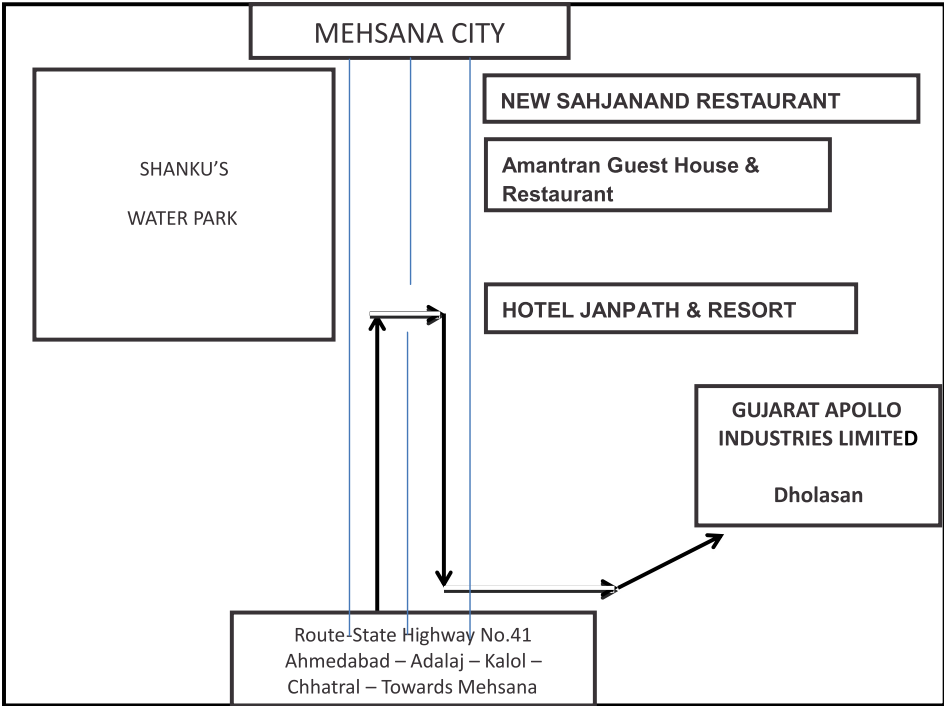 MEHSANA CITY
NEW SAHJANAND RESTAURANT
SHANKU’S
WATER PARK
Amantran Guest House &
Restaurant
HOTEL JANPATH & RESORT
GUJARAT APOLLO
INDUSTRIES LIMITED
Dholasan
Route-State Highway No.41
Ahmedabad – Adalaj – Kalol –
Chhatral – Towards Mehsana